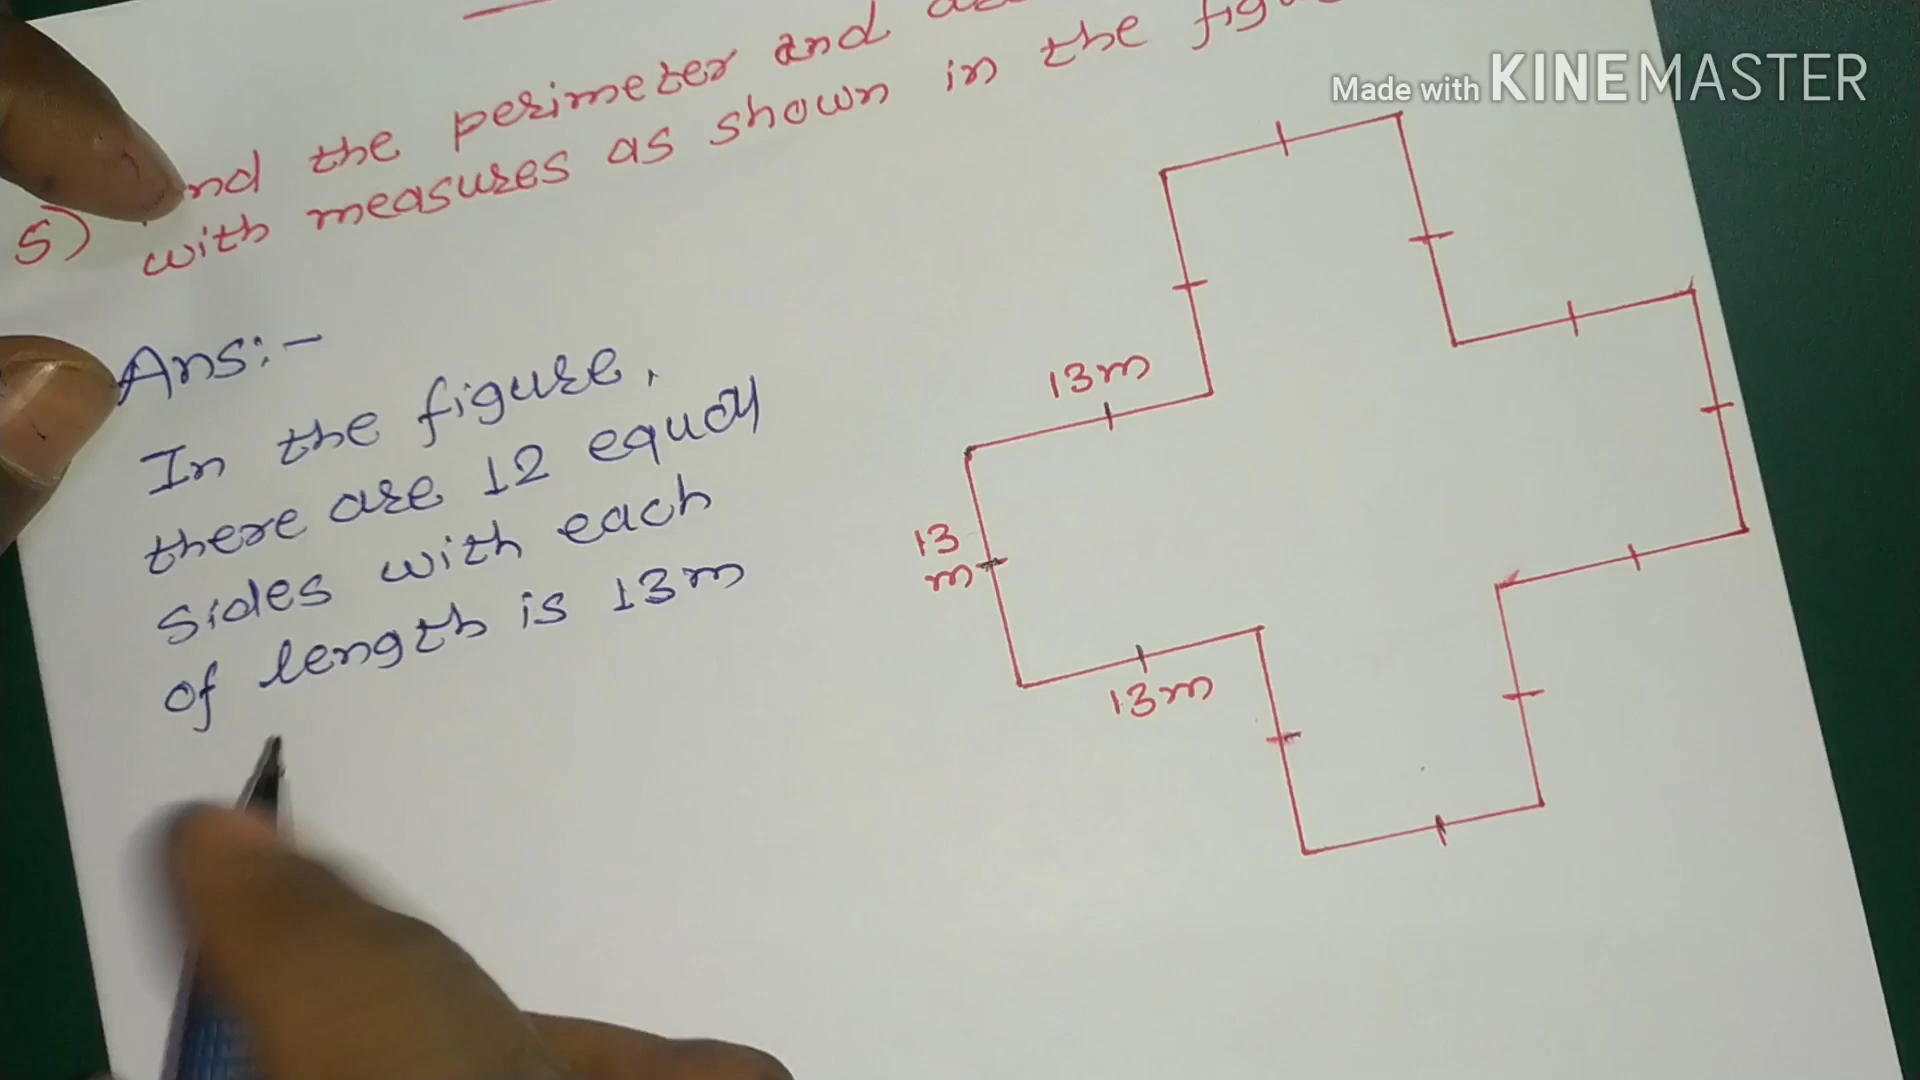 Made with KINEMASTER
5) nd the perimeter and
with measures as shown in the fig
Ans:-
In the figure,
there are 12 equal
sides with each
of length is 13m
13m
13
m
13m